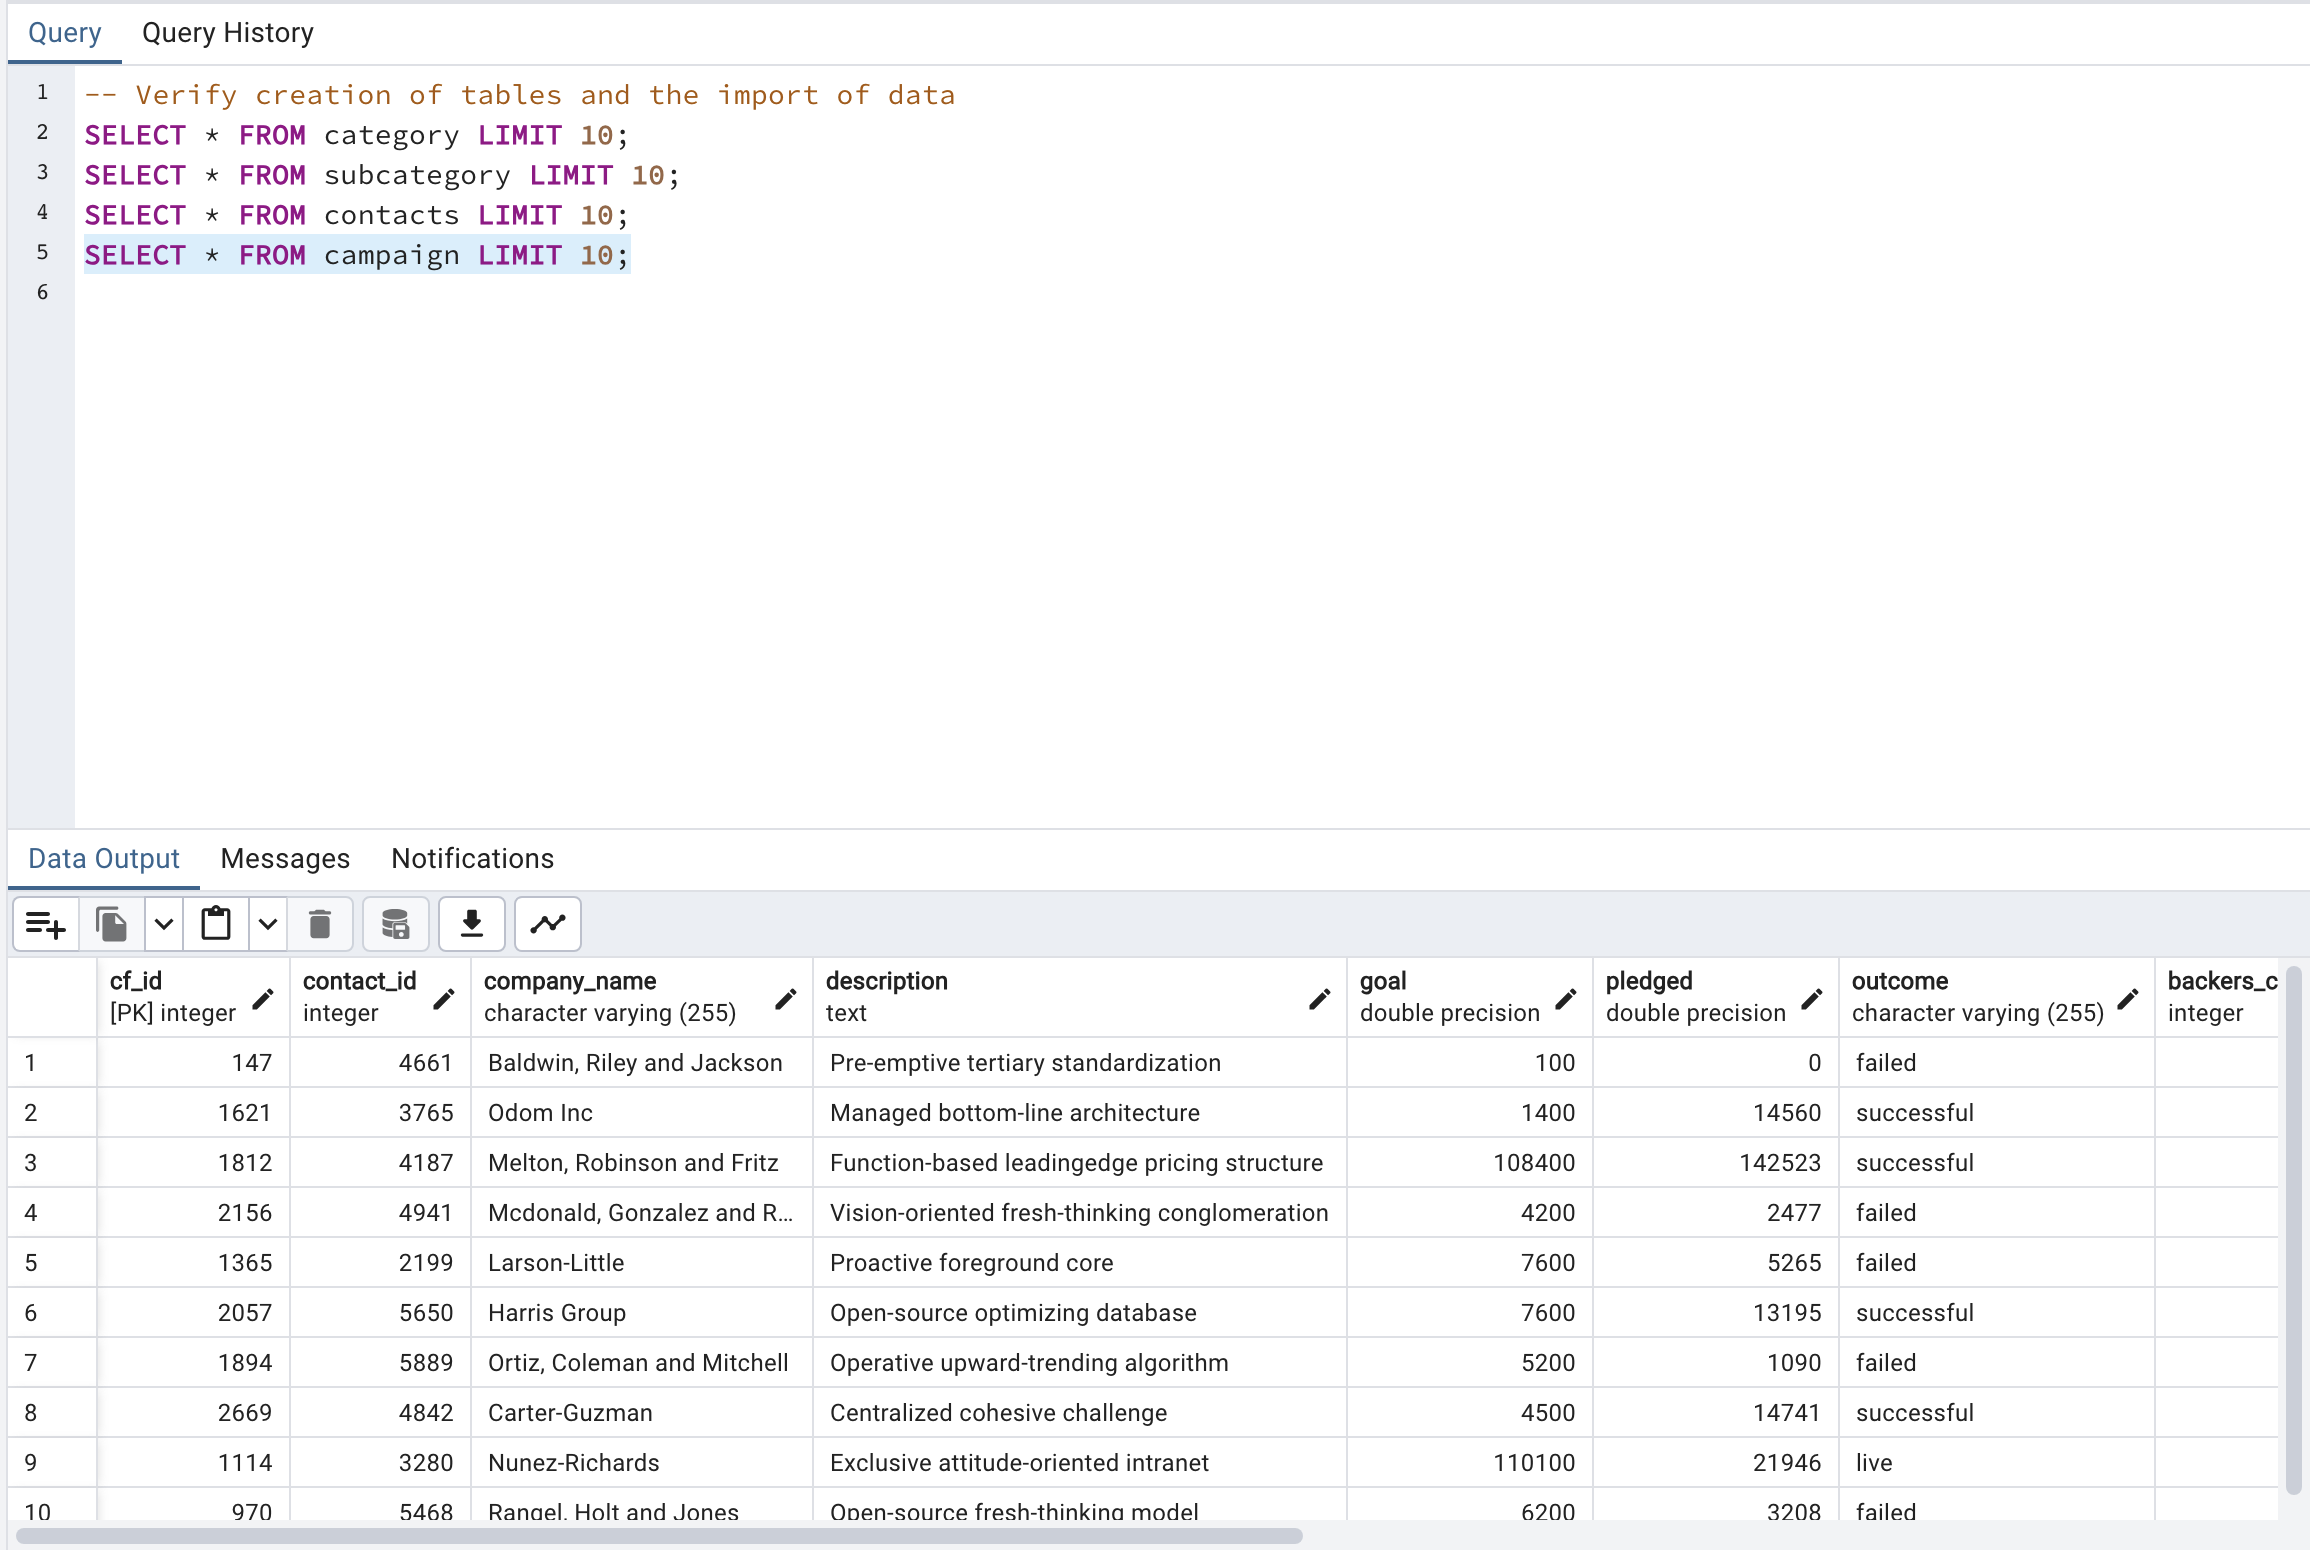 Query Query History
1 -- Verify creation of tables and the import of data
2 SELECT * FROM category LIMIT 10;
3 SELECT * FROM subcategory LIMIT 10;
4 SELECT * FROM contacts LIMIT 10;
5 SELECT * FROM campaign LIMIT 10;
6
Data Output Messages Notifications
cf_id contact_id company_name description goal pledged outcome backers_c
[PK] integer integer character varying (255) text double precision double precision character varying (255) integer
1 147 4661 Baldwin, Riley and Jackson Pre-emptive tertiary standardization 100 0 failed
2 1621 3765 Odom Inc Managed bottom-line architecture 1400 14560 successful
3 1812 4187 Melton, Robinson and Fritz Function-based leadingedge pricing structure 108400 142523 successful
4 2156 4941 Mcdonald, Gonzalez and R... Vision-oriented fresh-thinking conglomeration 4200 2477 failed
5 1365 2199 Larson-Little Proactive foreground core 7600 5265 failed
6 2057 5650 Harris Group Open-source optimizing database 7600 13195 successful
7 1894 5889 Ortiz, Coleman and Mitchell Operative upward-trending algorithm 5200 1090 failed
8 2669 4842 Carter-Guzman Centralized cohesive challenge 4500 14741 successful
9 1114 3280 Nunez-Richards Exclusive attitude-oriented intranet 110100 21946 live
10 970 5468 Rangel, Holt and Jones Open-source fresh-thinking model 6200 3208 failed